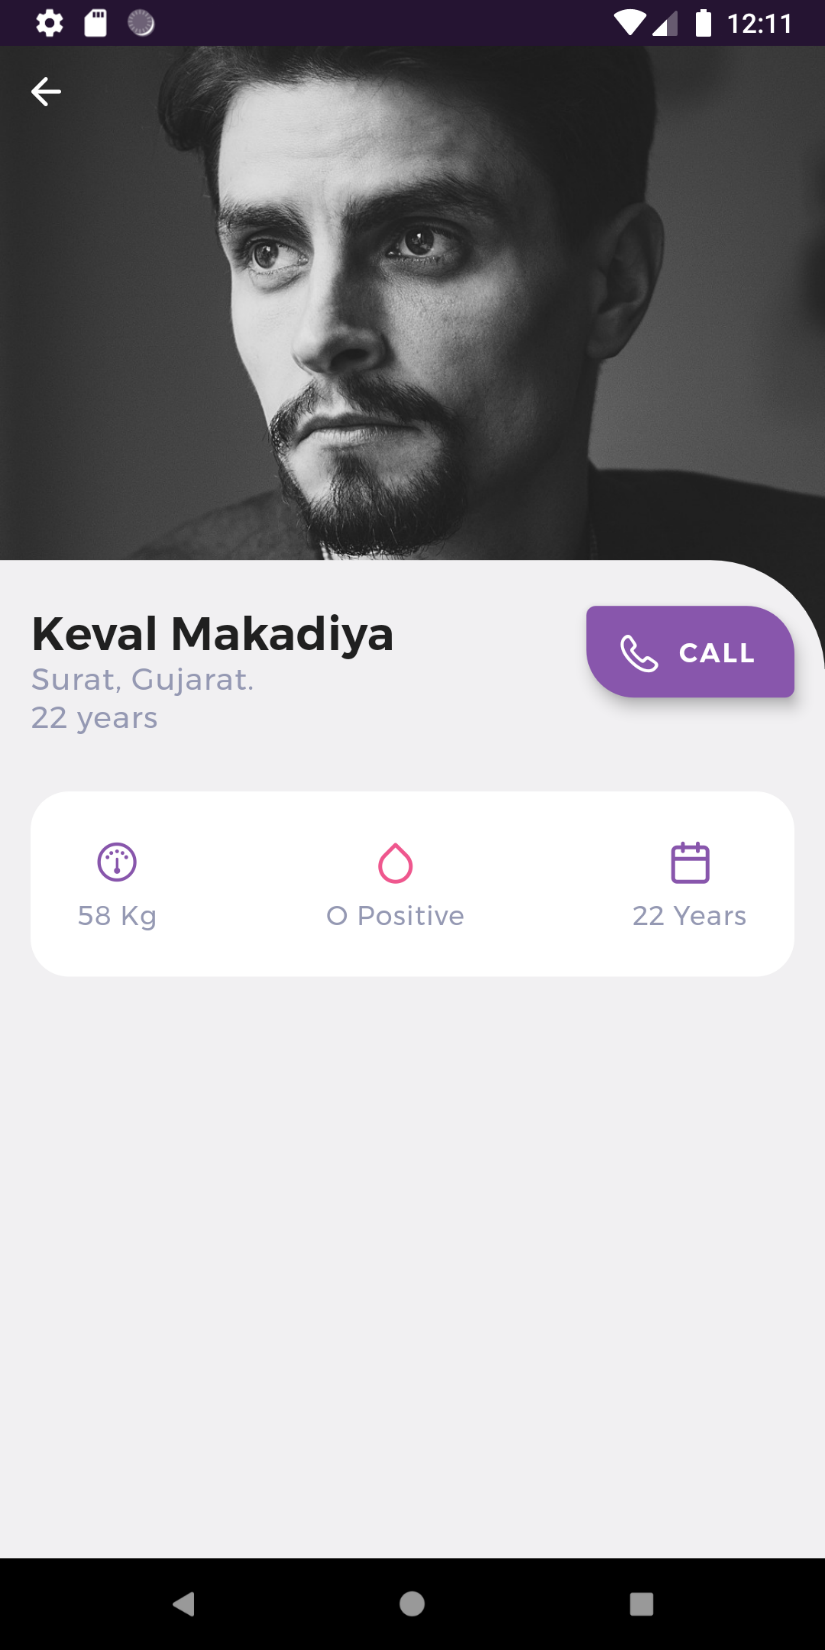 12:11
Keval Makadiya
Surat, Gujarat.
22 years
CALL
58 Kg
O Positive
22 Years